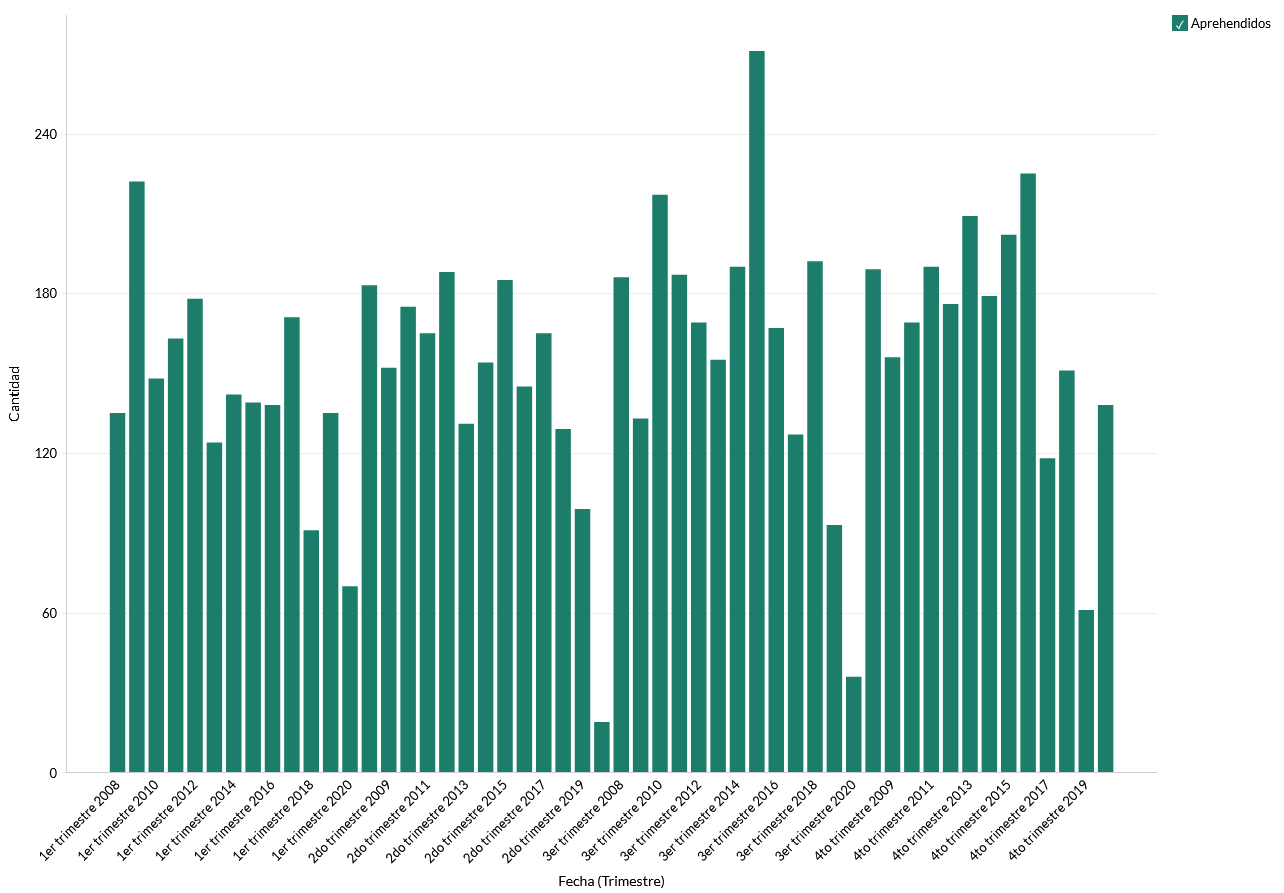 ✓ Aprehendidos
240
180
120
60
0
Cantidad
1er trimestre 2008
1er trimestre 2010
1er trimestre 2012
1er trimestre 2014
1er trimestre 2016
1er trimestre 2018
1er trimestre 2020
2do trimestre 2009
2do trimestre 2011
2do trimestre 2013
2do trimestre 2015
2do trimestre 2017
2do trimestre 2019
3er trimestre 2008
3er trimestre 2010
3er trimestre 2012
3er trimestre 2014
3er trimestre 2016
3er trimestre 2018
3er trimestre 2020
4to trimestre 2009
4to trimestre 2011
4to trimestre 2013
4to trimestre 2015
4to trimestre 2017
4to trimestre 2019
Fecha (Trimestre)